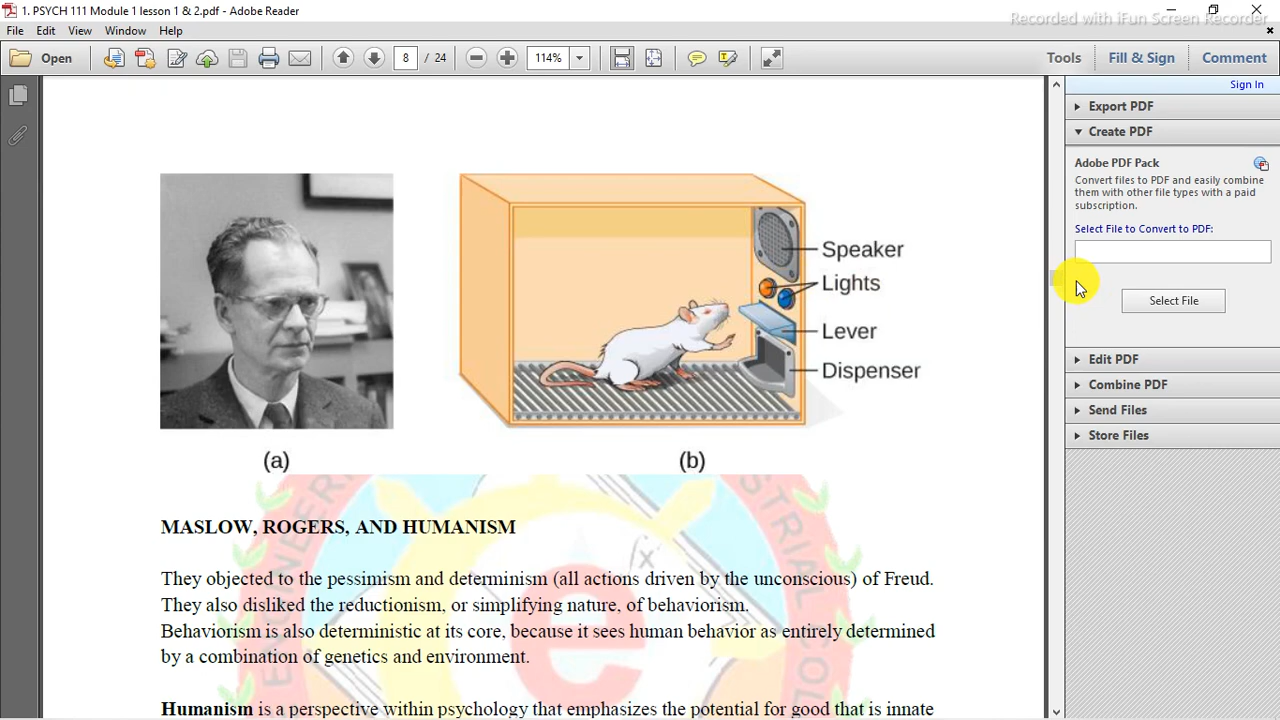 1. PSYCH 111 Module 1 lesson 1 & 2.pdf - Adobe Reader
Recorded with iFun Screen Recorder
File Edit View Window Help
Open 8 / 24 114% Tools Fill & Sign Comment
Sign In
Export PDF
Create PDF
Adobe PDF Pack
Convert files to PDF and easily combine
them with other file types with a paid
subscription.
Select File to Convert to PDF:
Select File
Edit PDF
Combine PDF
Send Files
Store Files
Speaker
Lights
Lever
Dispenser
(a) (b)
MASLOW, ROGERS, AND HUMANISM
They objected to the pessimism and determinism (all actions driven by the unconscious) of Freud.
They also disliked the reductionism, or simplifying nature, of behaviorism.
Behaviorism is also deterministic at its core, because it sees human behavior as entirely determined
by a combination of genetics and environment.
Humanism is a perspective within psychology that emphasizes the potential for good that is innate